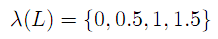 λ(L) = {0, 0.5, 1, 1.5}